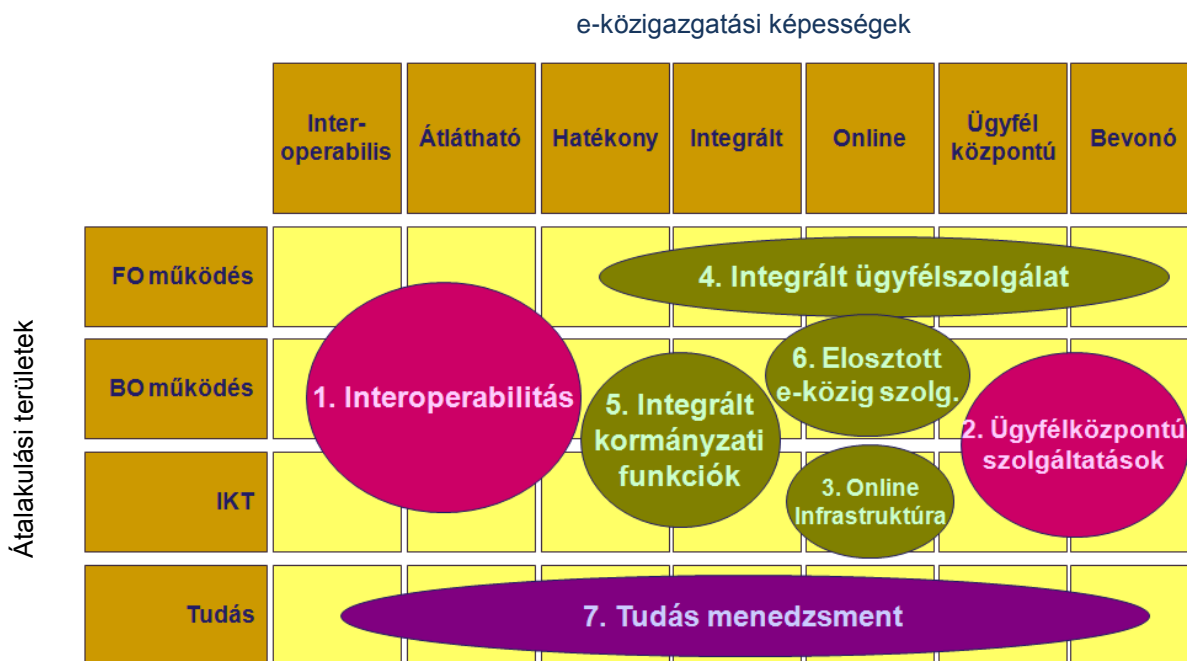 e-közigazgatási képességek
Inter-
operabilis
Átlátható
Hatékony
Integrált
Online
Ügyfél
központú
Bevonó
Átalakulási területek
FO működés
4. Integrált ügyfélszolgálat
BO működés
1. Interoperabilitás
5. Integrált
kormányzati
funkciók
6. Elosztott
e-közig szolg.
2. Ügyfélközpontú
szolgáltatások
IKT
3. Online
Infrastruktúra
Tudás
7. Tudás menedzsment